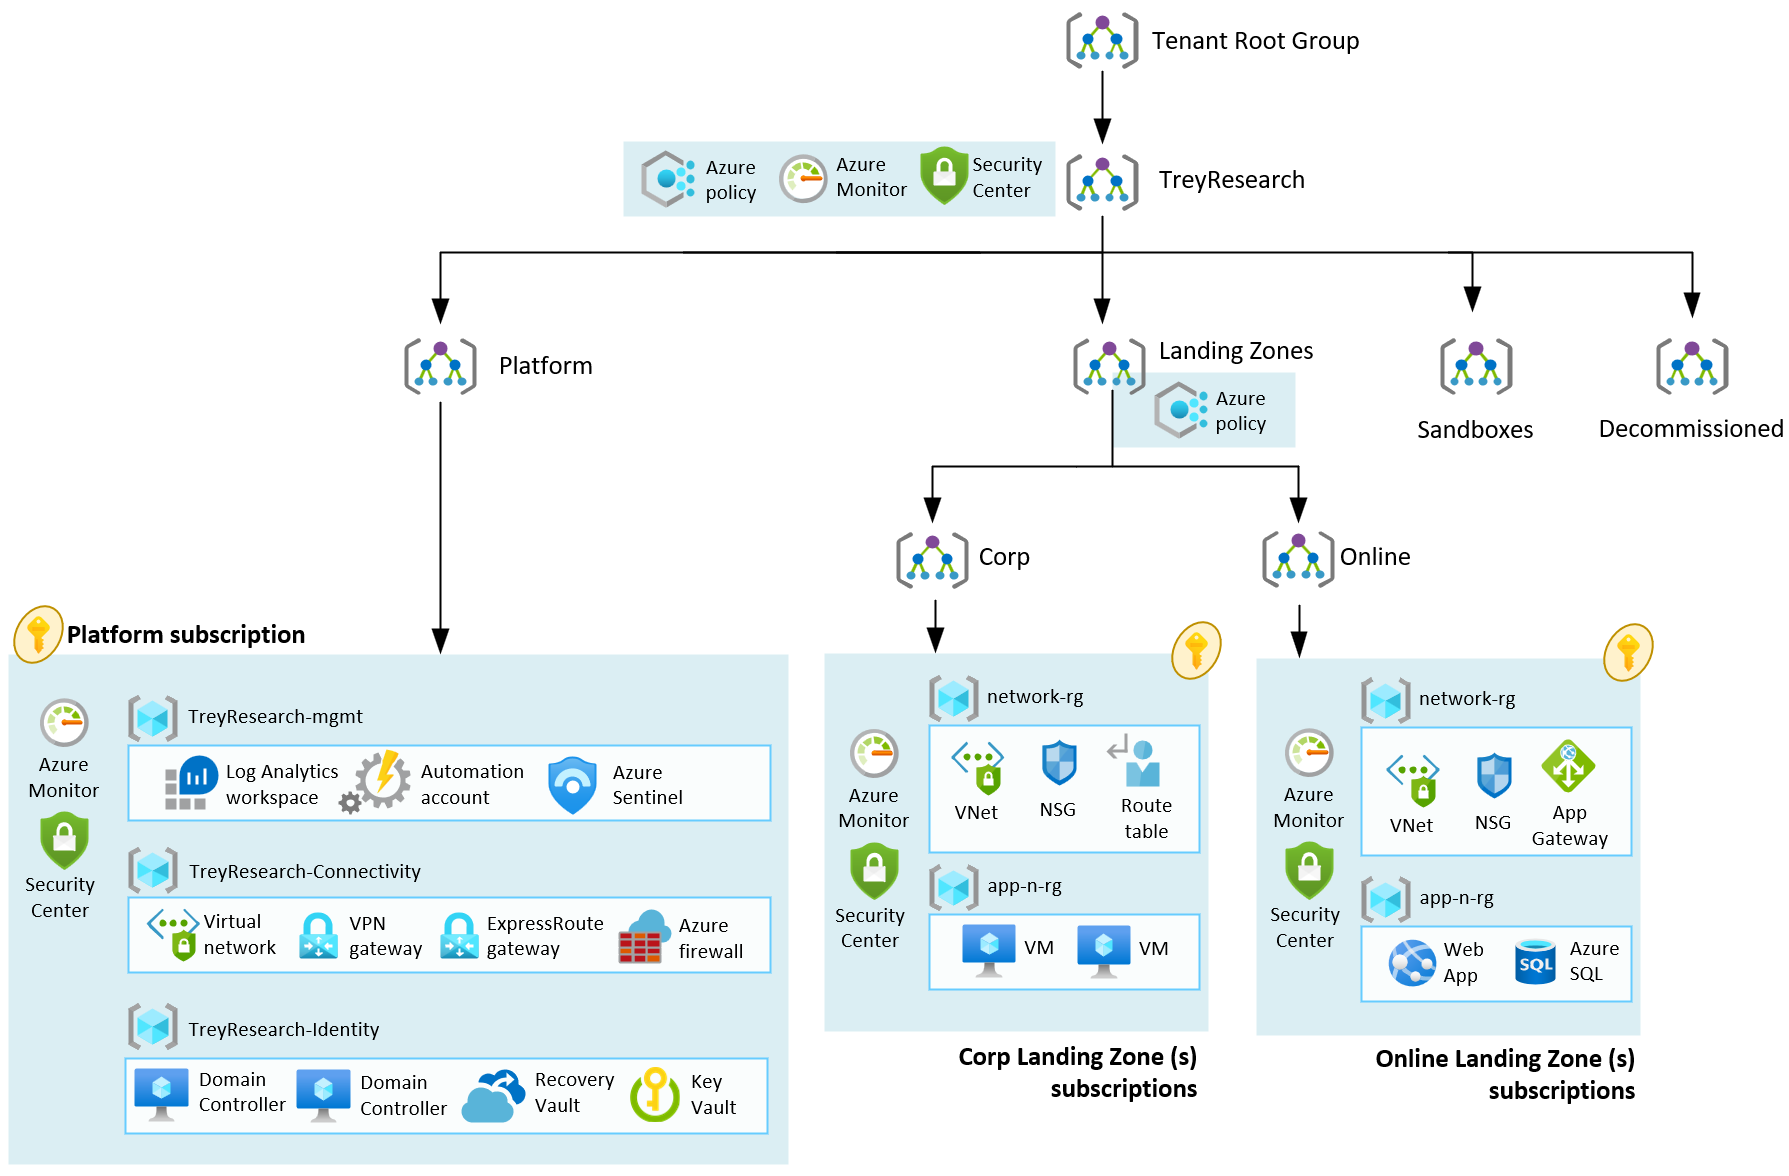 Tenant Root Group
Azure
policy
Azure
Monitor
Security
Center
TreyResearch
Platform
Landing Zones
Azure
policy
Sandboxes
Decommissioned
Corp
Online
Platform subscription
Azure
Monitor
Security
Center
TreyResearch-mgmt
Log Analytics
workspace
Automation
account
Azure
Sentinel
TreyResearch-Connectivity
Virtual
network
VPN
gateway
ExpressRoute
gateway
Azure
firewall
TreyResearch-Identity
Domain
Controller
Domain
Controller
Recovery
Vault
Key
Vault
Azure
Monitor
Security
Center
network-rg
VNet
NSG
Route
table
app-n-rg
VM
VM
Corp Landing Zone (s)
subscriptions
Azure
Monitor
Security
Center
network-rg
VNet
NSG
App
Gateway
app-n-rg
Web
App
SQL
Azure
SQL
Online Landing Zone (s)
subscriptions